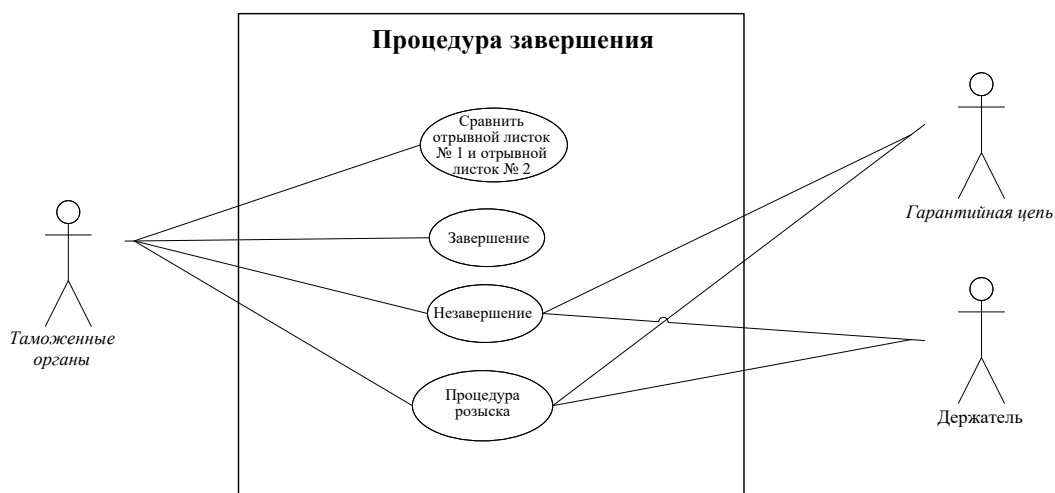 Процедура завершения
Сравнить
отрывной листок
№ 1 и отрывной
листок № 2
Завершение
Незавершение
Процедура
розыска
Таможенные
органы
Гарантийная цепь
Держатель